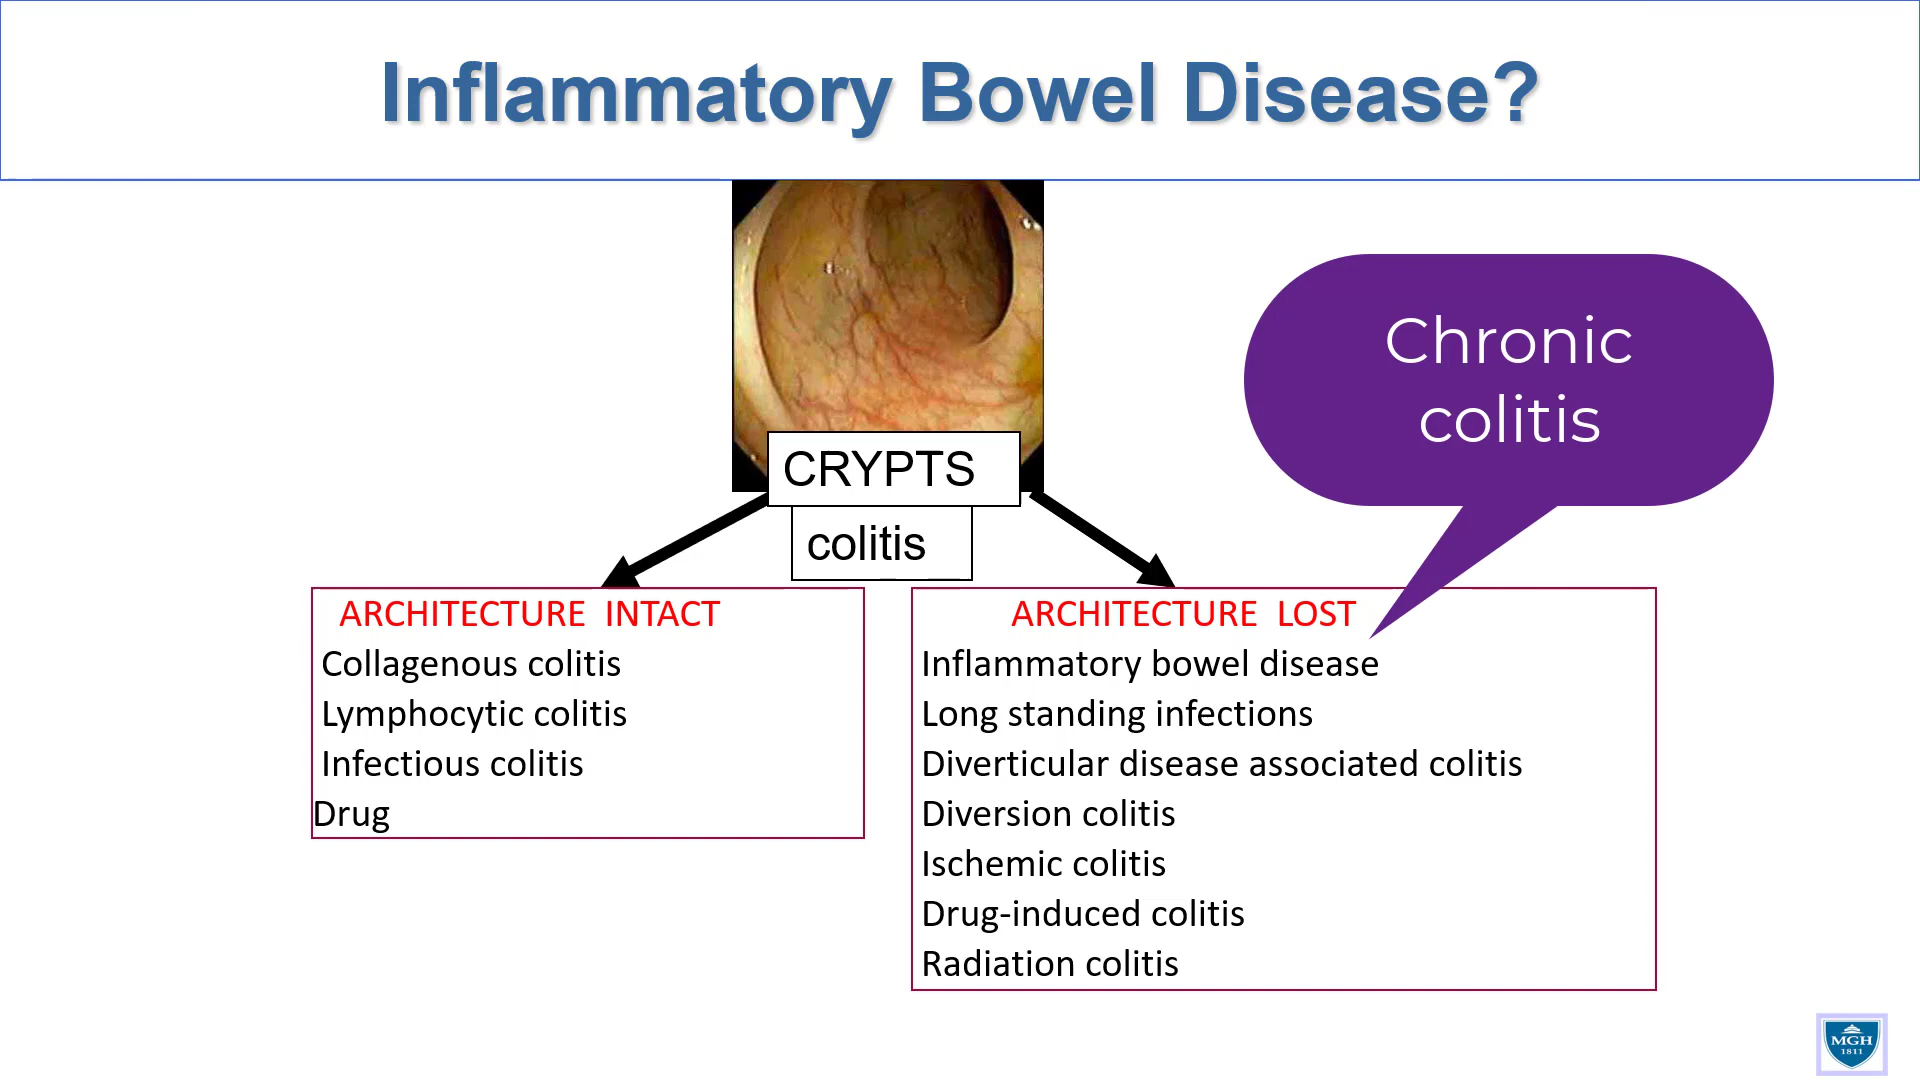 Inflammatory Bowel Disease?
Chronic
colitis
CRYPTS
colitis
ARCHITECTURE INTACT
Collagenous colitis
Lymphocytic colitis
Infectious colitis
Drug
ARCHITECTURE LOST
Inflammatory bowel disease
Long standing infections
Diverticular disease associated colitis
Diversion colitis
Ischemic colitis
Drug-induced colitis
Radiation colitis
MGH
1811